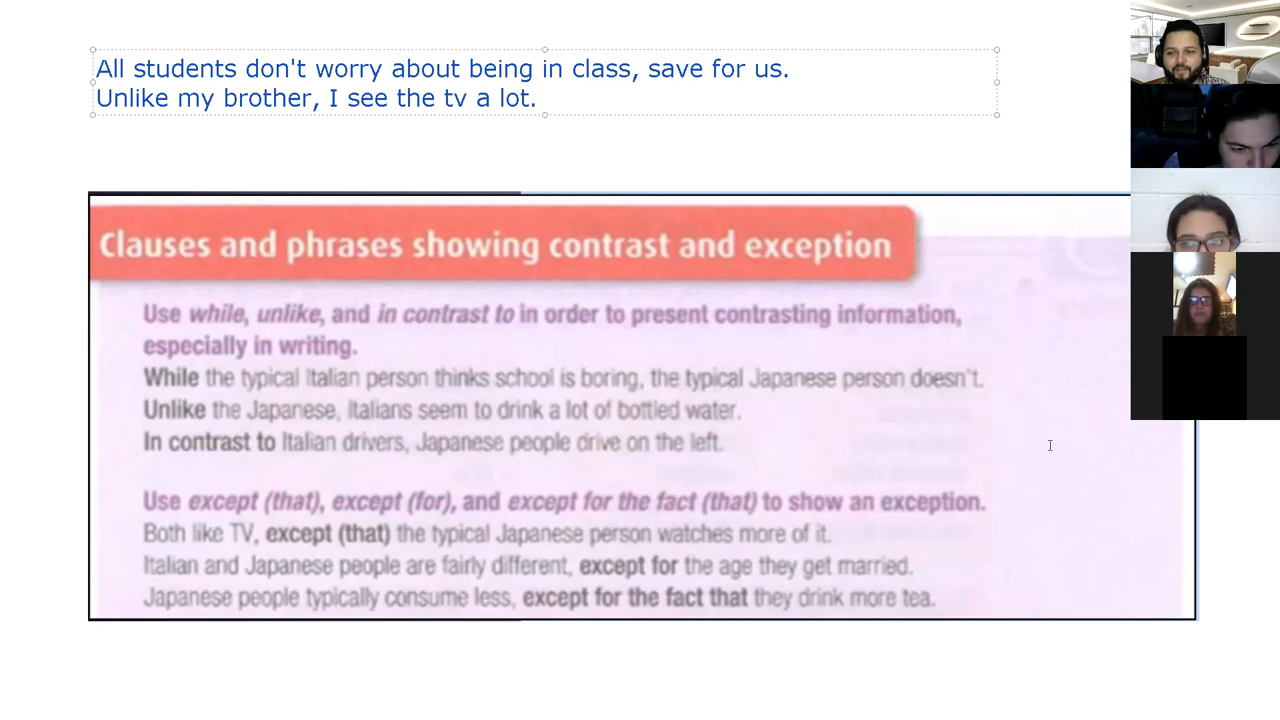 All students don't worry about being in class, save for us.
Unlike my brother, I see the tv a lot.
Clauses and phrases showing contrast and exception
Use while, unlike, and in contrast to in order to present contrasting information,
especially in writing.
While the typical Italian person thinks school is boring, the typical Japanese person doesn't.
Unlike the Japanese, Italians seem to drink a lot of bottled water.
In contrast to Italian drivers, Japanese people drive on the left.
Use except (that), except (for), and except for the fact (that) to show an exception.
Both like TV, except (that) the typical Japanese person watches more of it.
Italian and Japanese people are fairly different, except for the age they get married.
Japanese people typically consume less, except for the fact that they drink more tea.